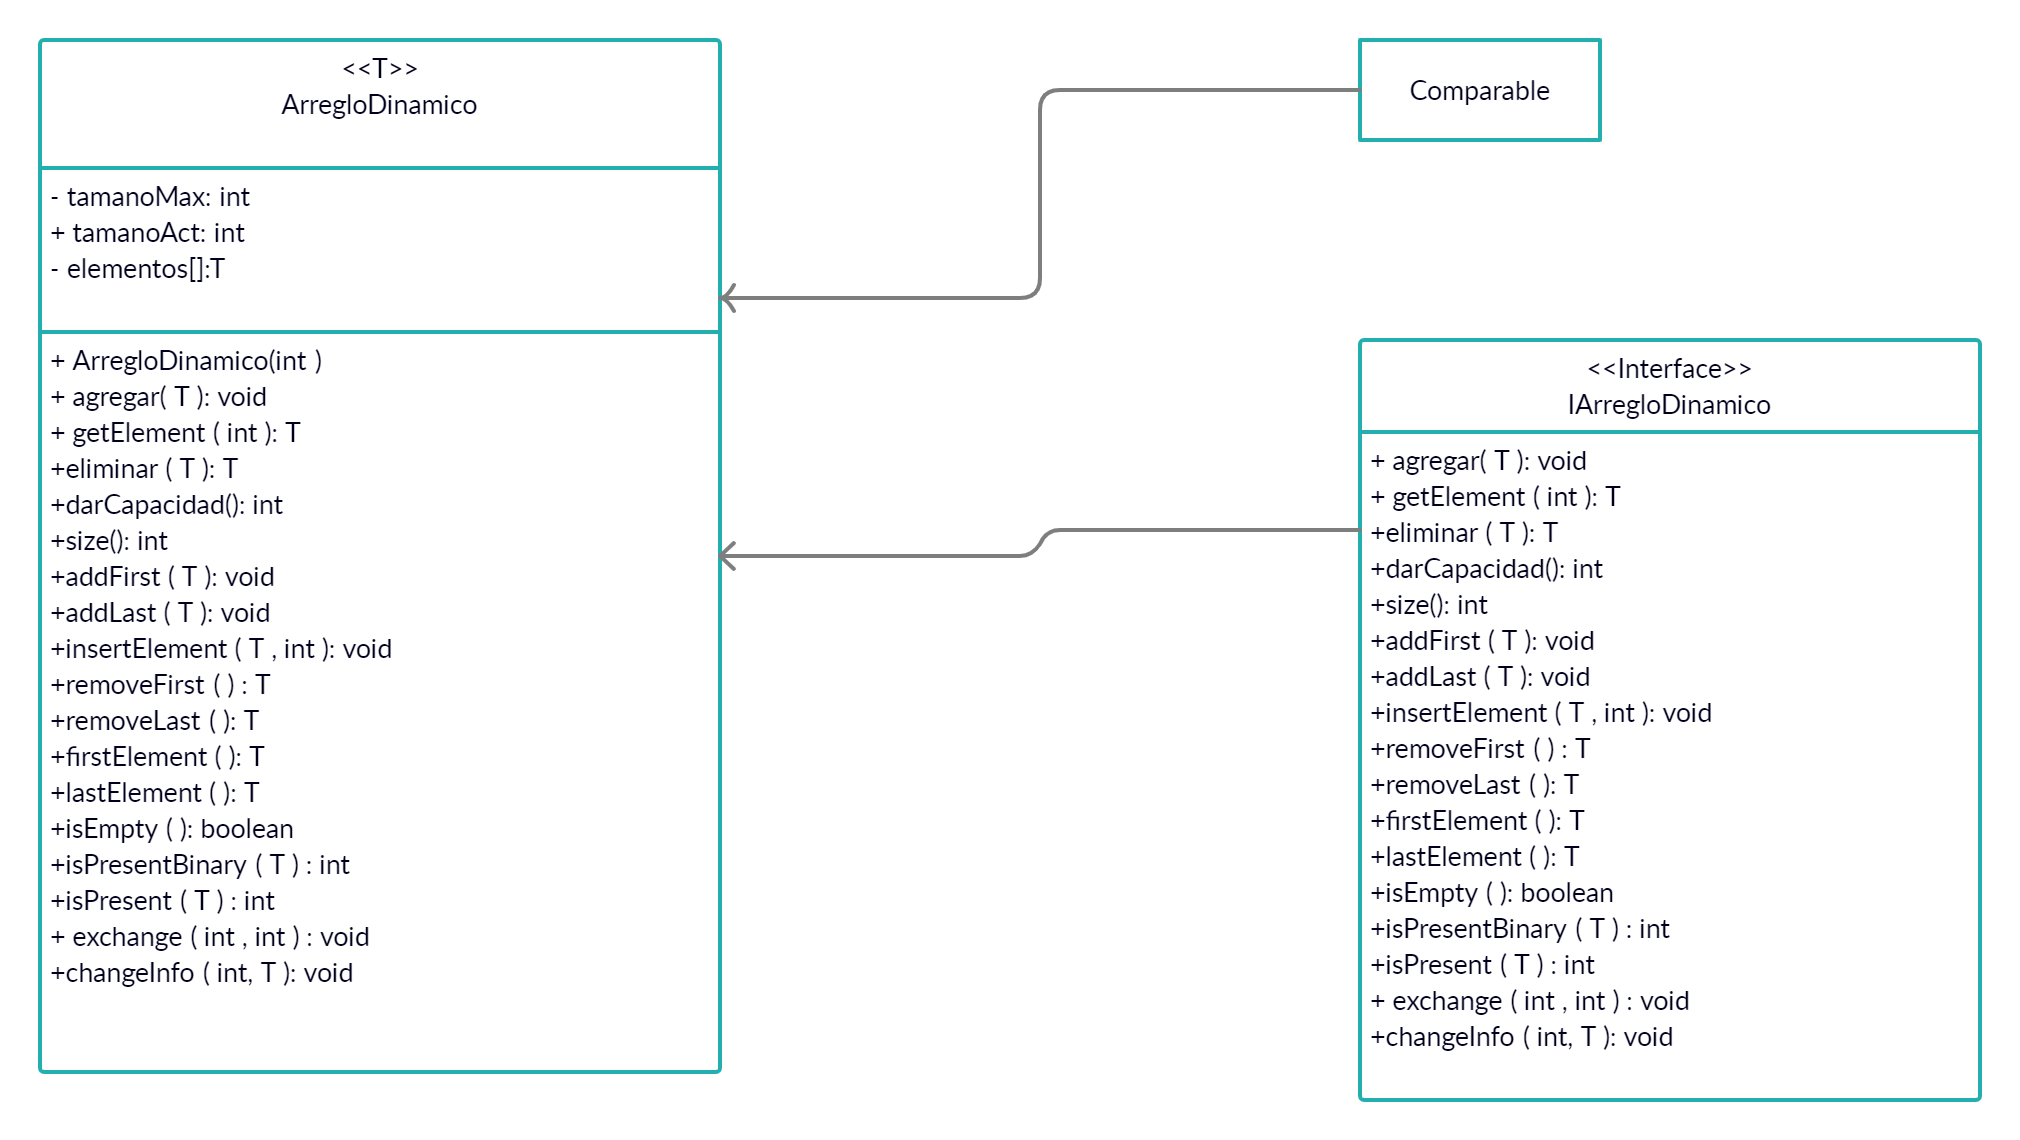 <<T>>
ArregloDinamico
- tamanoMax: int
+ tamanoAct: int
- elementos[]:T
+ ArregloDinamico(int )
+ agregar( T ): void
+ getElement ( int ): T
+eliminar ( T ): T
+darCapacidad(): int
+size(): int
+addFirst ( T ): void
+addLast ( T ): void
+insertElement ( T , int ): void
+removeFirst ( ) : T
+removeLast ( ): T
+firstElement ( ): T
+lastElement ( ): T
+isEmpty ( ): boolean
+isPresentBinary ( T ) : int
+isPresent ( T ) : int
+ exchange ( int , int ) : void
+changeInfo ( int, T ): void
Comparable
<<Interface>>
IArregloDinamico
+ agregar( T ): void
+ getElement ( int ): T
+eliminar ( T ): T
+darCapacidad(): int
+size(): int
+addFirst ( T ): void
+addLast ( T ): void
+insertElement ( T , int ): void
+removeFirst ( ) : T
+removeLast ( ): T
+firstElement ( ): T
+lastElement ( ): T
+isEmpty ( ): boolean
+isPresentBinary ( T ) : int
+isPresent ( T ) : int
+ exchange ( int , int ) : void
+changeInfo ( int, T ): void